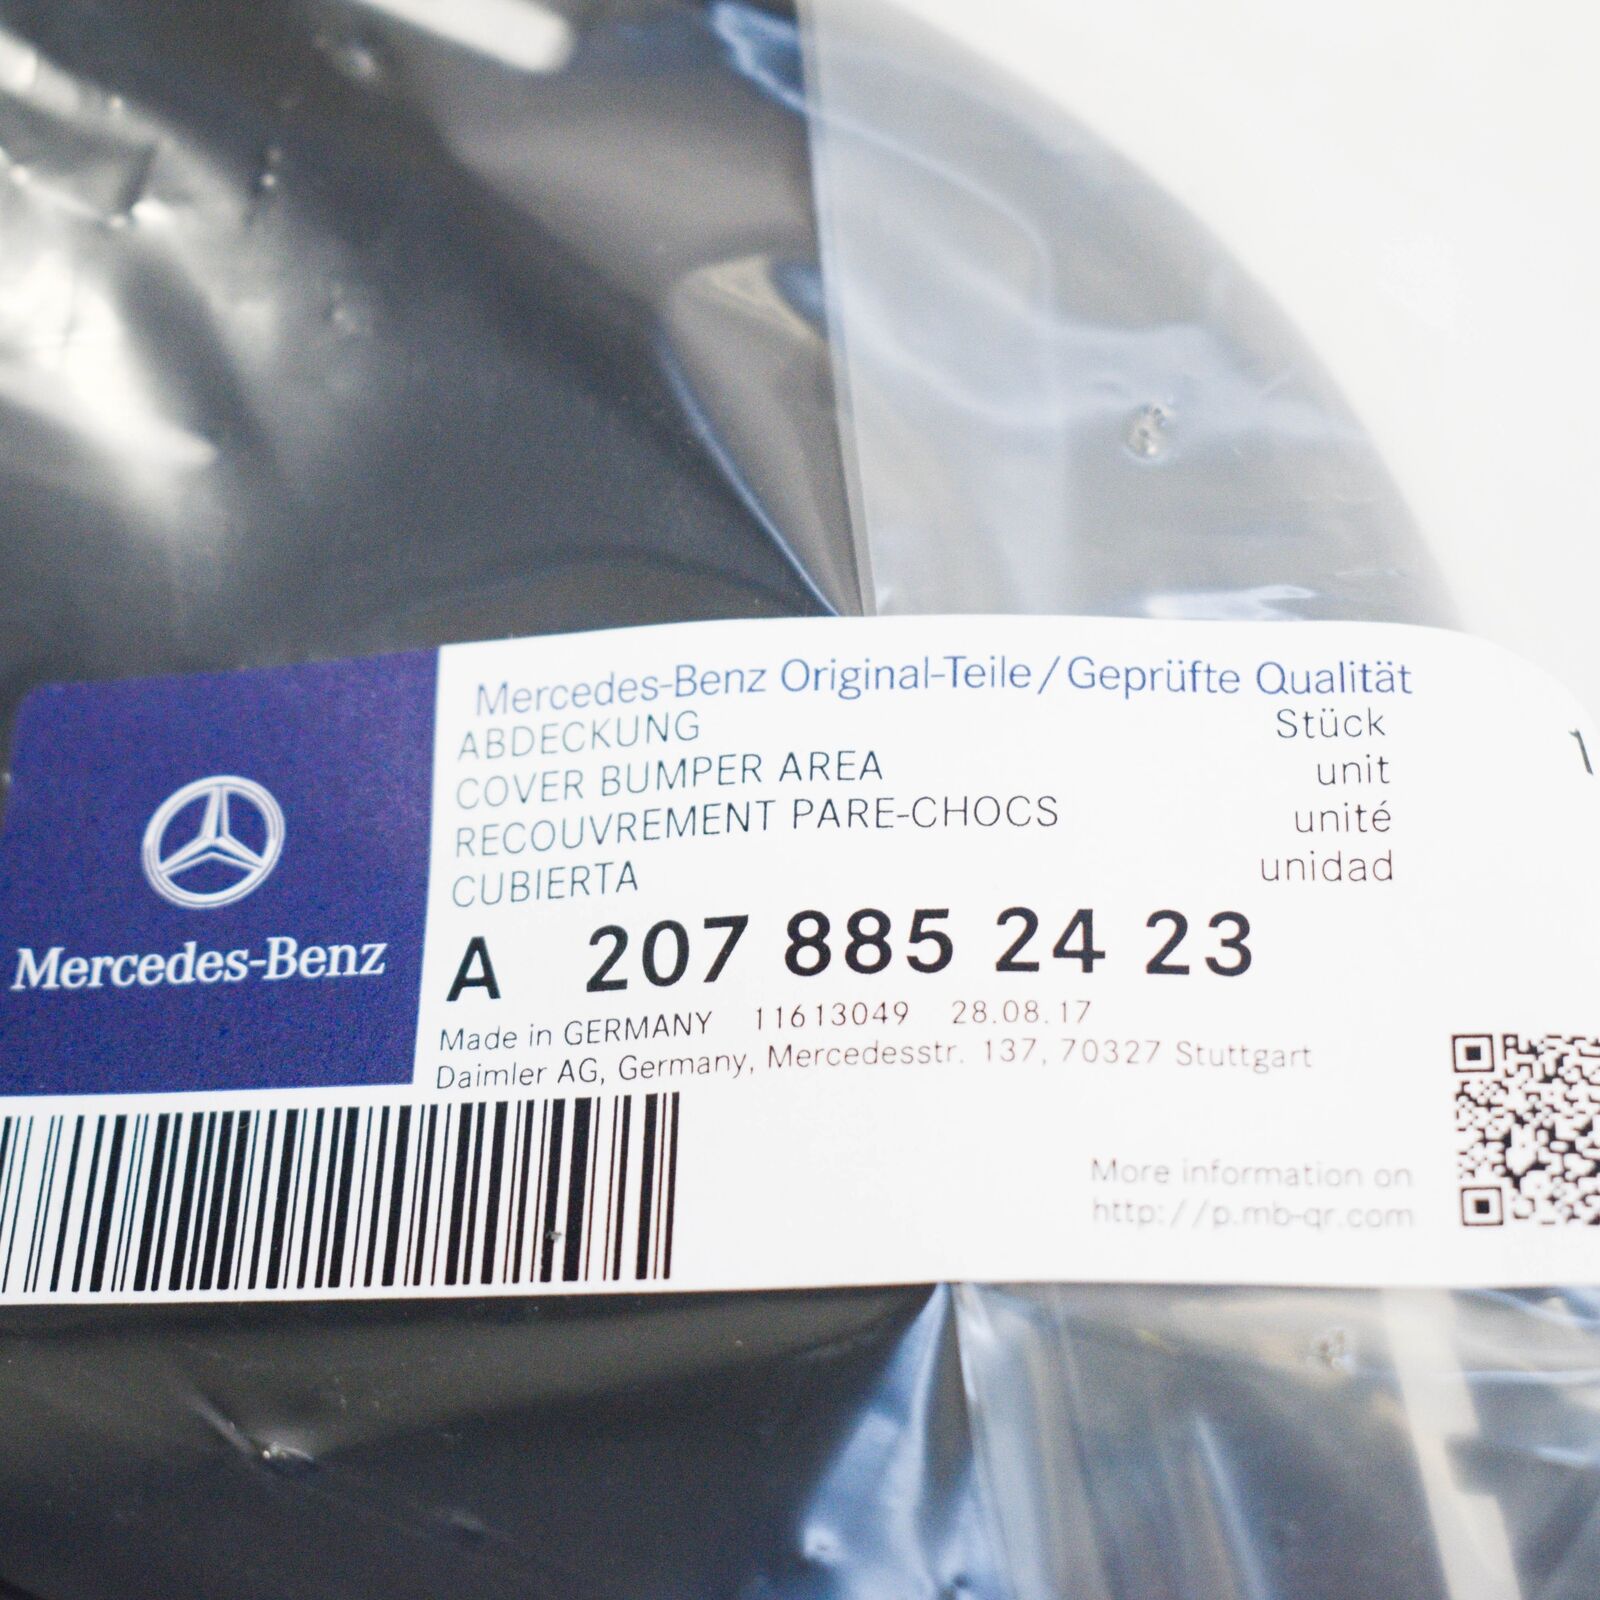 Mercedes-Benz Original-Teile/Geprüfte Qualität
ABDECKUNG Stück
COVER BUMPER AREA unit 1
RECOUVREMENT PARE-CHOCS unité
CUBIERTA unidad
Mercedes-Benz
A 207 885 24 23
Made in GERMANY 11613049 28.08.17
Daimler AG, Germany, Mercedesstr. 137, 70327 Stuttgart
More information on
http://p.mb-qr.com